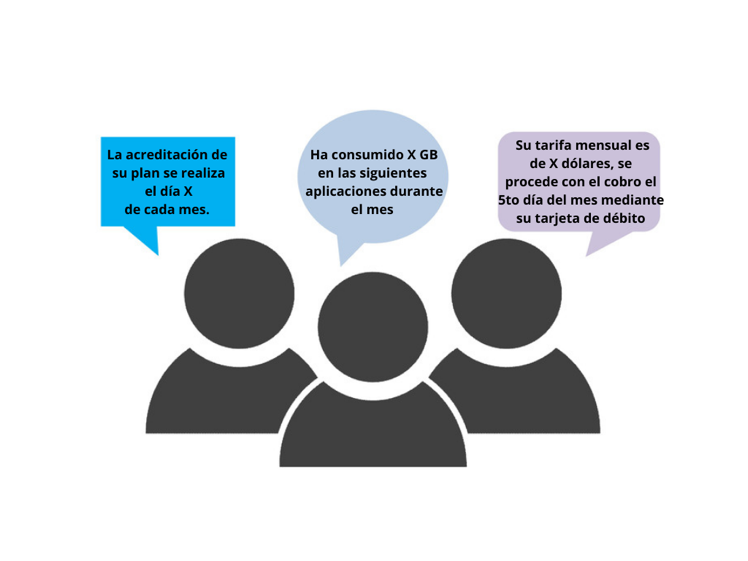 La acreditación de
su plan se realiza
el día X
de cada mes.
Ha consumido X GB
en las siguientes
aplicaciones durante
el mes
Su tarifa mensual es
de X dólares, se
procede con el cobro el
5to día del mes mediante
su tarjeta de débito